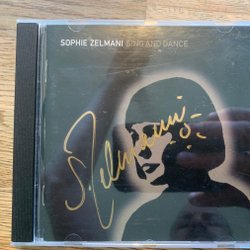 SOPHIE ZELMANI SING AND DANCE
S. Zelmani